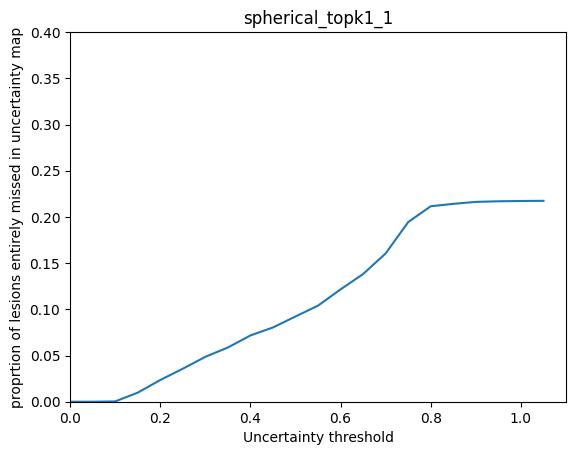 spherical_topk1_1
proprtion of lesions entirely missed in uncertainty map
0.40
0.35
0.30
0.25
0.20
0.15
0.10
0.05
0.00
0.0 0.2 0.4 0.6 0.8 1.0
Uncertainty threshold